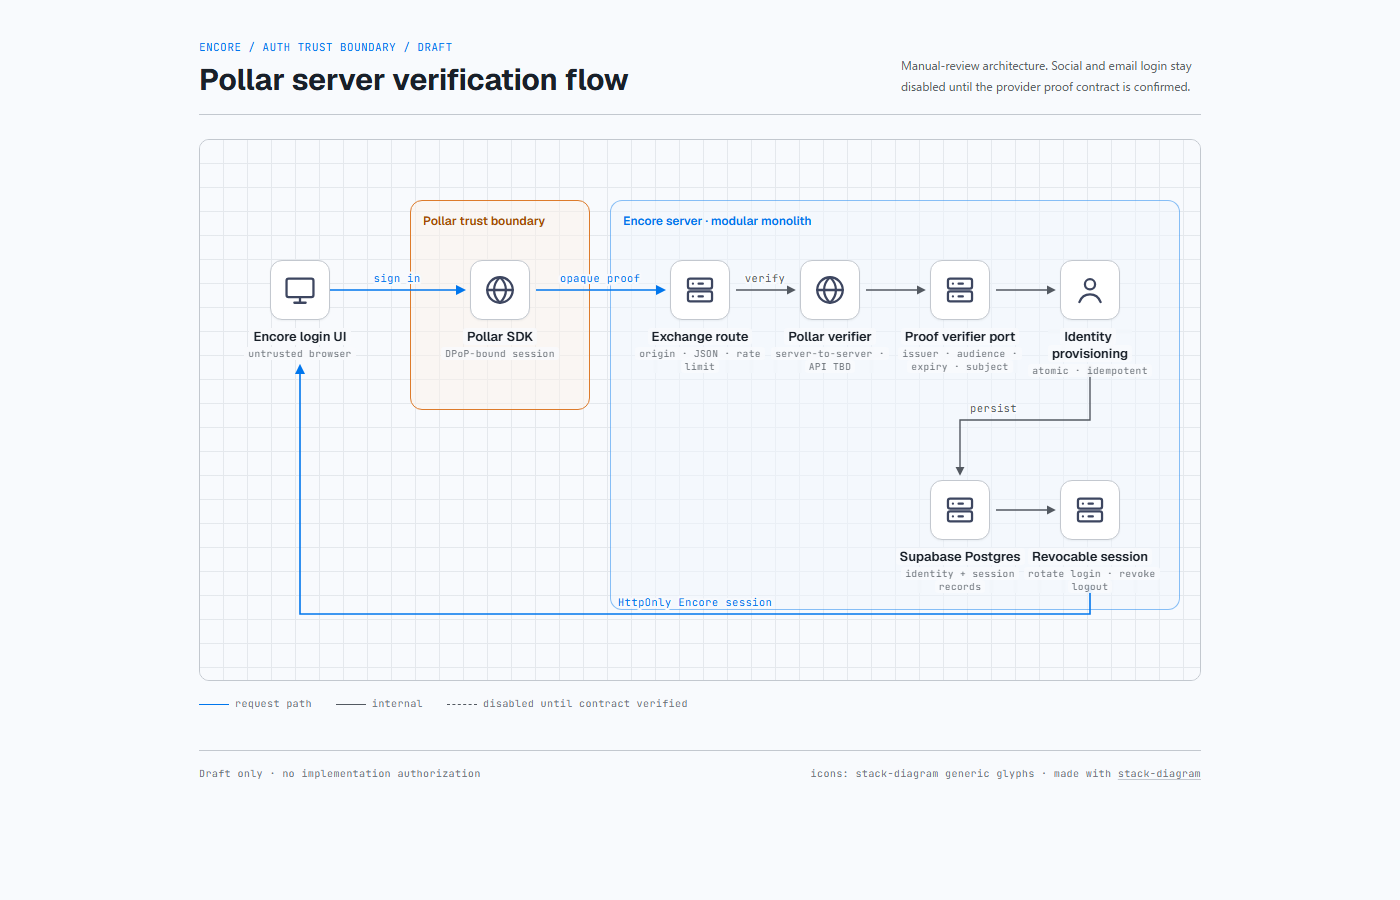 ENCORE / AUTH TRUST BOUNDARY / DRAFT
Pollar server verification flow
Manual-review architecture. Social and email login stay
disabled until the provider proof contract is confirmed.
Pollar trust boundary
Encore server · modular monolith
sign in
opaque proof
verify
Encore login UI
untrusted browser
Pollar SDK
DPoP-bound session
Exchange route
origin · JSON · rate
limit
Pollar verifier
server-to-server ·
API TBD
Proof verifier port
issuer · audience ·
expiry · subject
Identity
provisioning
atomic · idempotent
persist
Supabase Postgres
identity + session
records
Revocable session
rotate login · revoke
logout
HttpOnly Encore session
request path
internal
disabled until contract verified
Draft only · no implementation authorization
icons: stack-diagram generic glyphs · made with stack-diagram